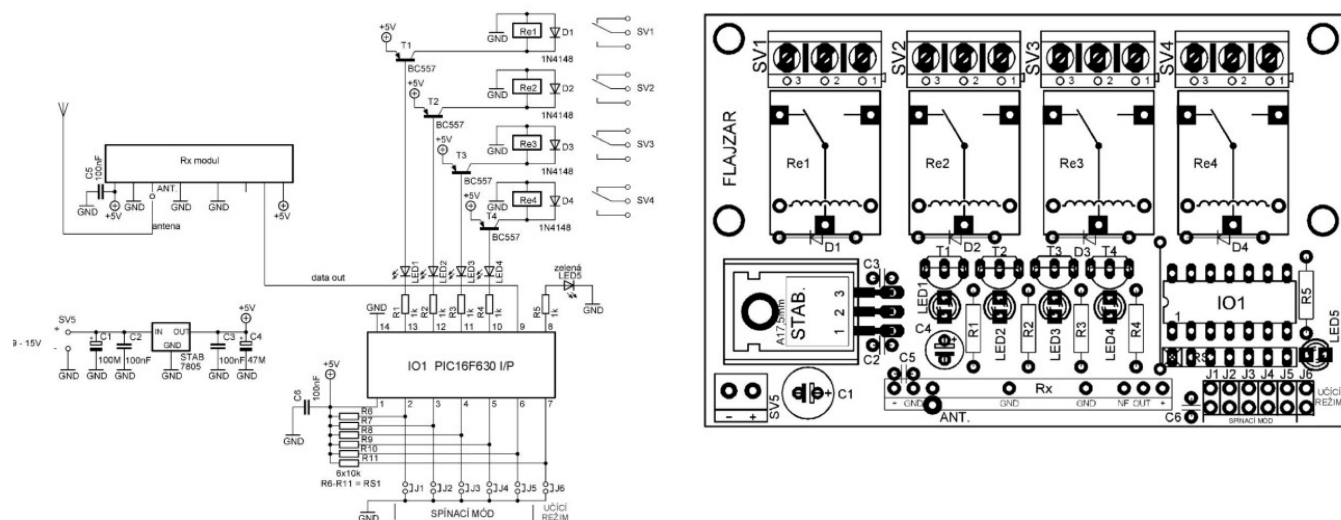 +5V
GND
Re1
D1
SV1
T1
1N4148
BC557
+5V
GND
Re2
D2
SV2
T2
1N4148
BC557
+5V
GND
Re3
D3
SV3
T3
1N4148
BC557
+5V
GND
Re4
D4
SV4
T4
1N4148
BC557
Rx modul
C5
100nF
ANT.
GND
+5V
GND
GND
GND
+5V
GND
antena
data out
LED1
LED2
LED3
LED4
zelená
LED5
GND
R1
1k
R2
1k
R3
1k
R4
1k
R5
1k
GND
14 13 12 11 10 9 8
IO1 PIC16F630 I/P
1 2 3 4 5 6 7
SV5
+
9 - 15V
-
GND
C1
100M
GND
C2
100nF
GND
IN OUT
GND
STAB
7805
GND
C3
100nF
GND
+5V
C4
47M
GND
+5V
C6
100nF
GND
R6
R7
R8
R9
R10
R11
6x10k
R6-R11 = RS1
J1 J2 J3 J4 J5 J6
GND
SPÍNACÍ MÓD
UČÍCÍ
REŽIM
SV1 SV2 SV3 SV4
3 2 1 3 2 1 3 2 1 3 2 1
FLAJZAR
Re1 Re2 Re3 Re4
D1 D2 D3 D4
C3 T1 T2 T3 T4
A17,5mm
STAB.
1 2 3
LED1
C4
R1
LED2
R2
LED3
R3
LED4
R4
IO1
R5
LED5
C2
C5
SV5
- +
C1
Rx
- GND GND GND NF OUT +
ANT.
C6
J1 J2 J3 J4 J5 J6
SPÍNACÍ MÓD
UČÍCÍ
REŽIM